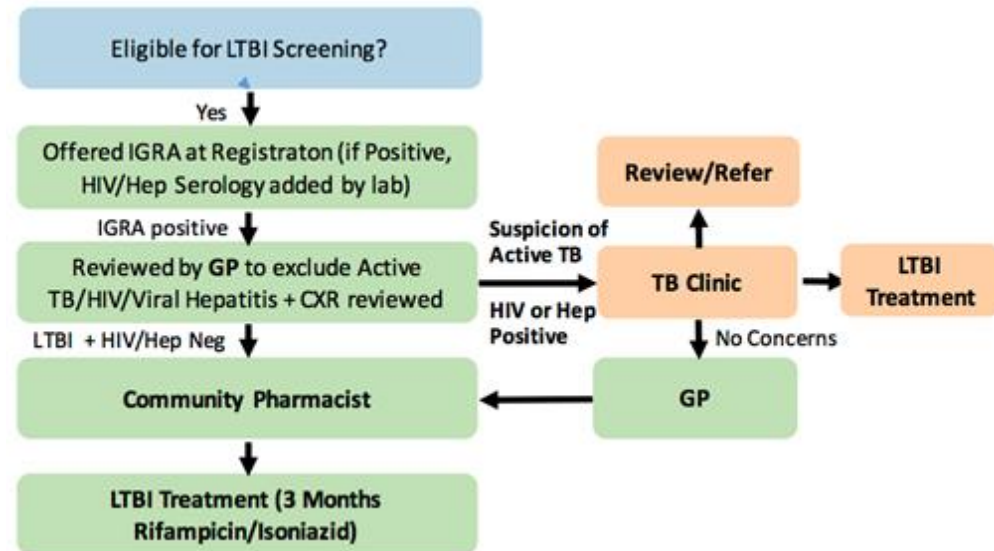 Eligible for LTBI Screening?
Yes
Offered IGRA at Registraton (if Positive,
HIV/Hep Serology added by lab)
IGRA positive
Reviewed by GP to exclude Active
TB/HIV/Viral Hepatitis + CXR reviewed
Suspicion of
Active TB
HIV or Hep
Positive
Review/Refer
TB Clinic
LTBI
Treatment
LTBI + HIV/Hep Neg
No Concerns
Community Pharmacist
GP
LTBI Treatment (3 Months
Rifampicin/Isoniazid)